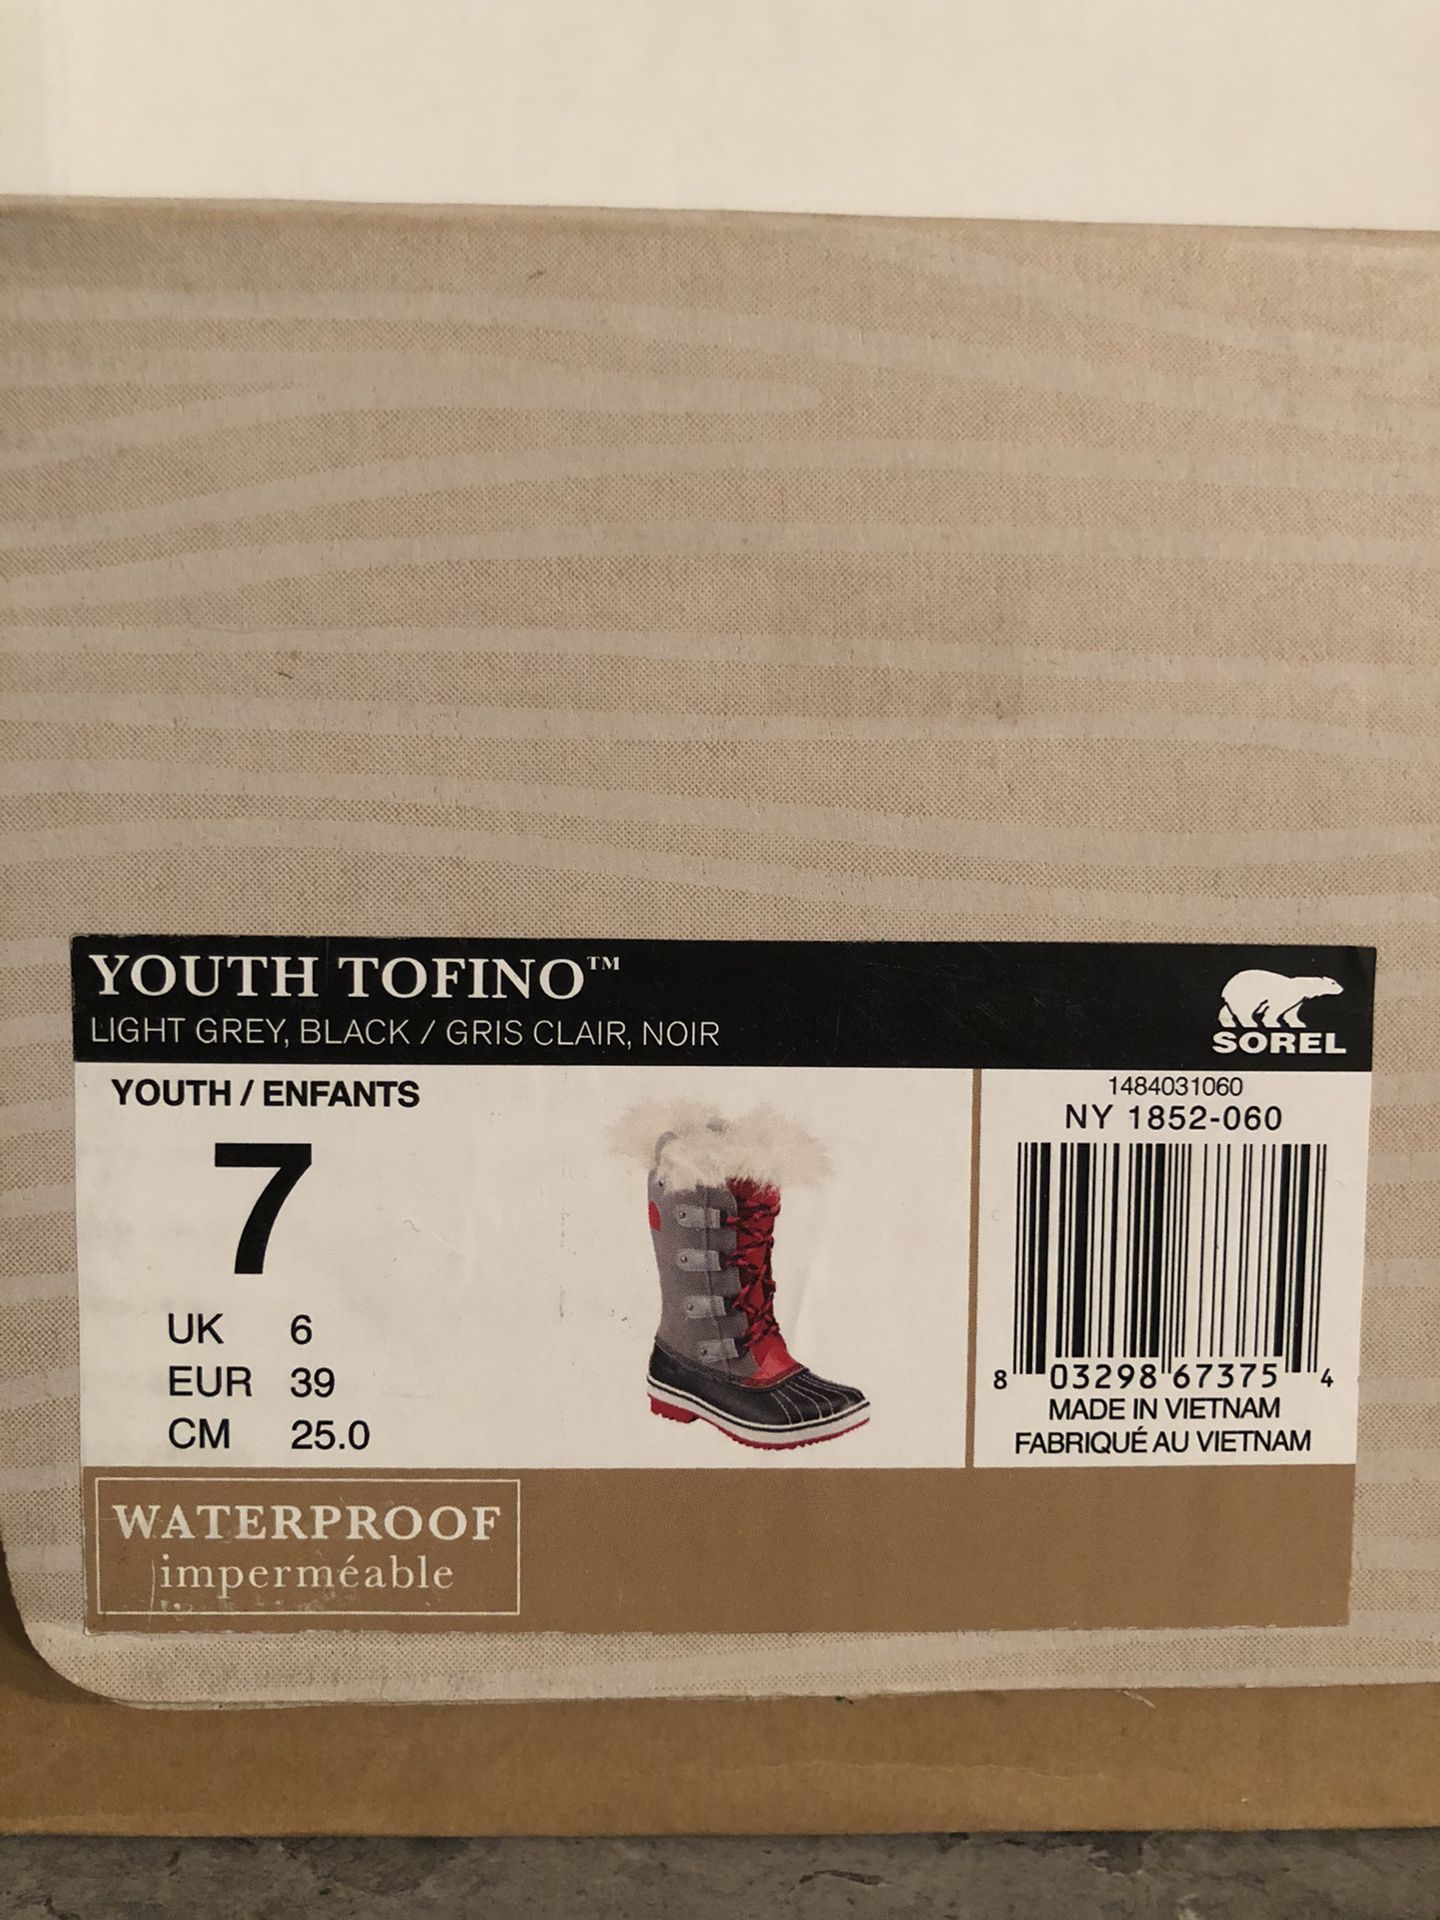 YOUTH TOFINO™
LIGHT GREY, BLACK / GRIS CLAIR, NOIR
SOREL
YOUTH / ENFANTS
7
UK 6
EUR 39
CM 25.0
1484031060
NY 1852-060
8 03298 67375 4
MADE IN VIETNAM
FABRIQUÉ AU VIETNAM
WATERPROOF
imperméable